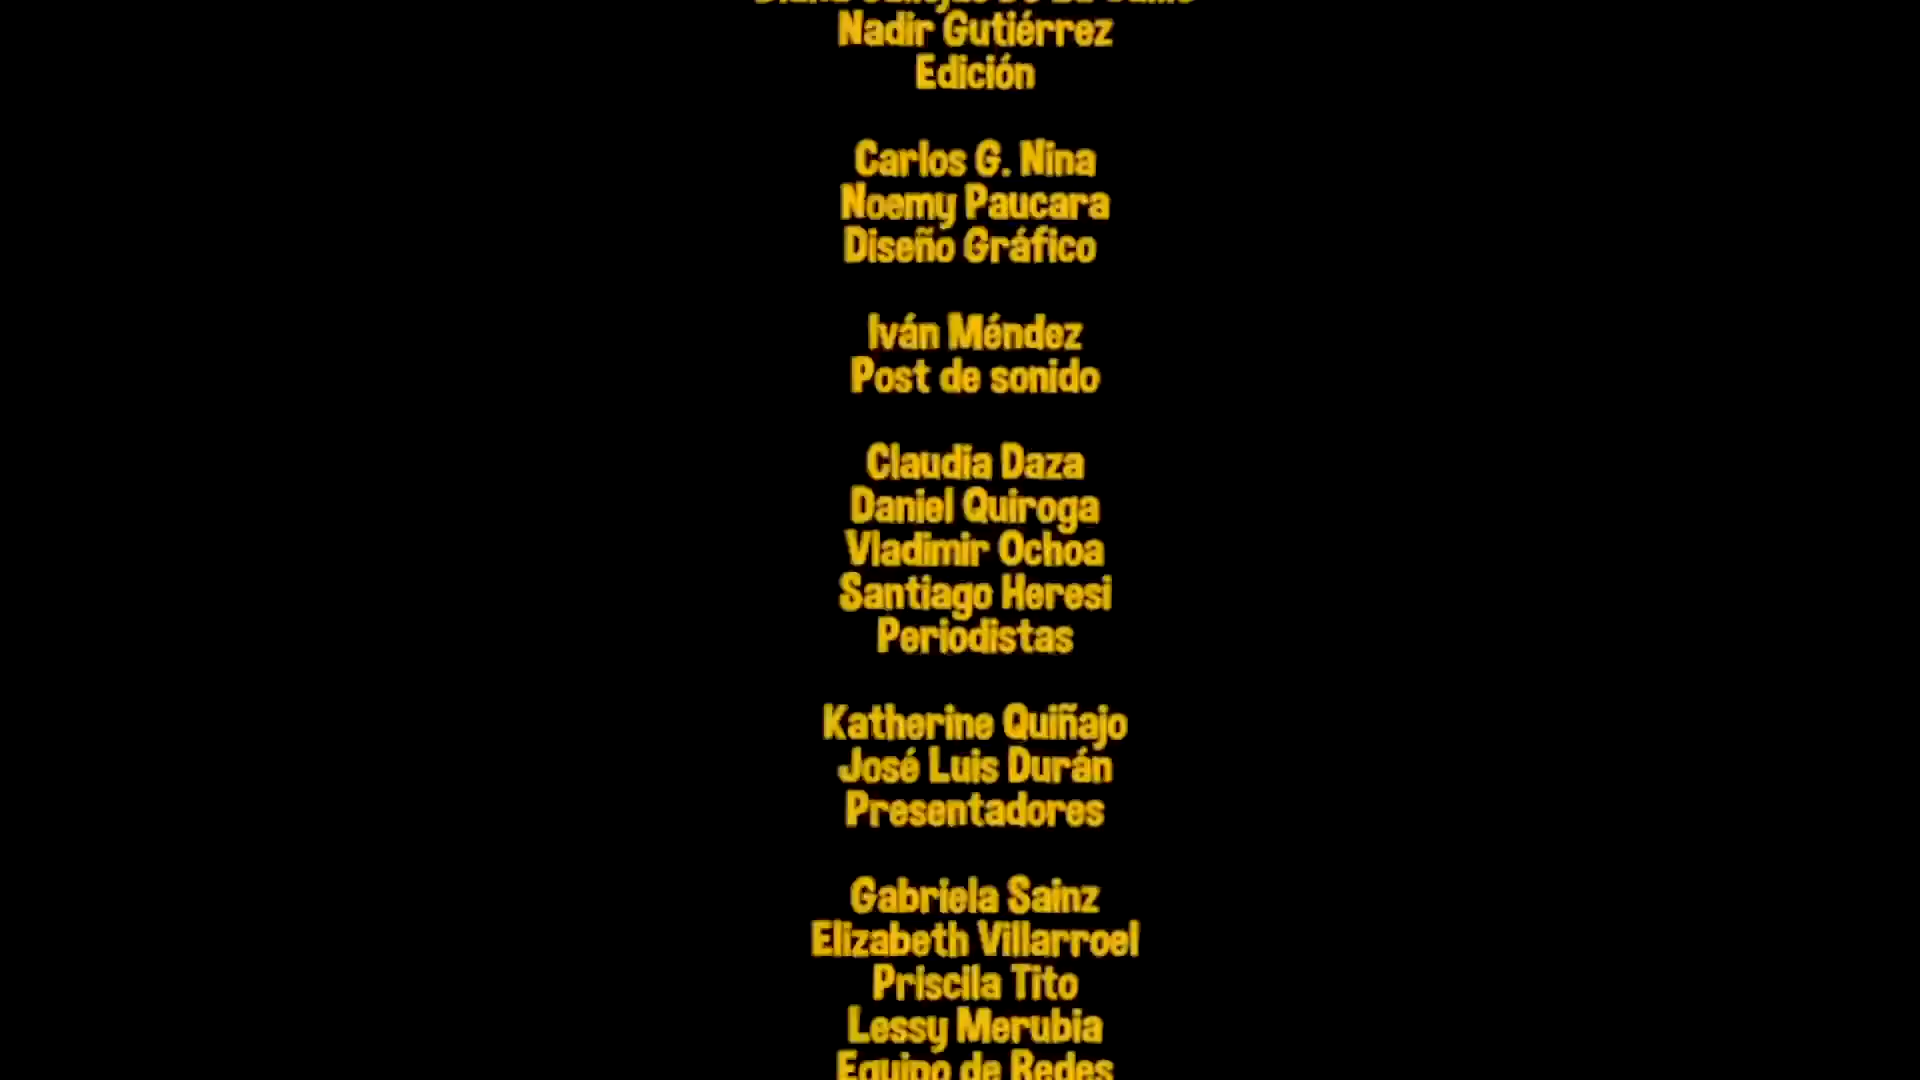 Nadir Gutiérrez
Edición
Carlos G. Nina
Noemy Paucara
Diseño Gráfico
Iván Méndez
Post de sonido
Claudia Daza
Daniel Quiroga
Vladimir Ochoa
Santiago Heresi
Periodistas
Katherine Quiñajo
José Luis Durán
Presentadores
Gabriela Sainz
Elizabeth Villarroel
Priscila Tito
Lessy Merubia
Equipo de Redes